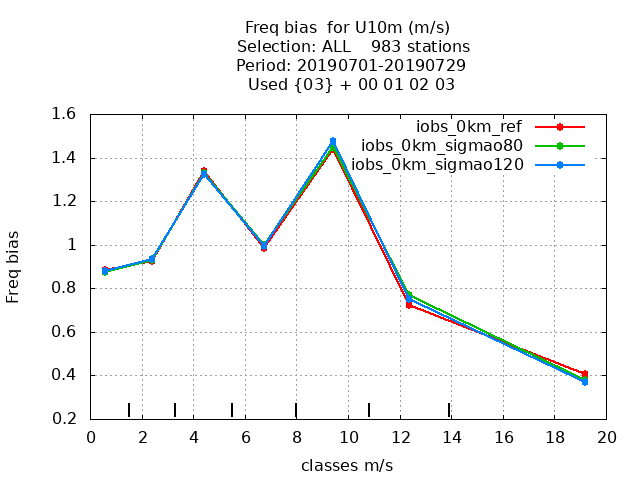 Freq bias  for U10m (m/s)
Selection: ALL    983 stations
Period: 20190701-20190729
Used {03} + 00 01 02 03
iobs_0km_ref
iobs_0km_sigmao80
iobs_0km_sigmao120
Freq bias
1.6
1.4
1.2
1
0.8
0.6
0.4
0.2
0 2 4 6 8 10 12 14 16 18 20
classes m/s